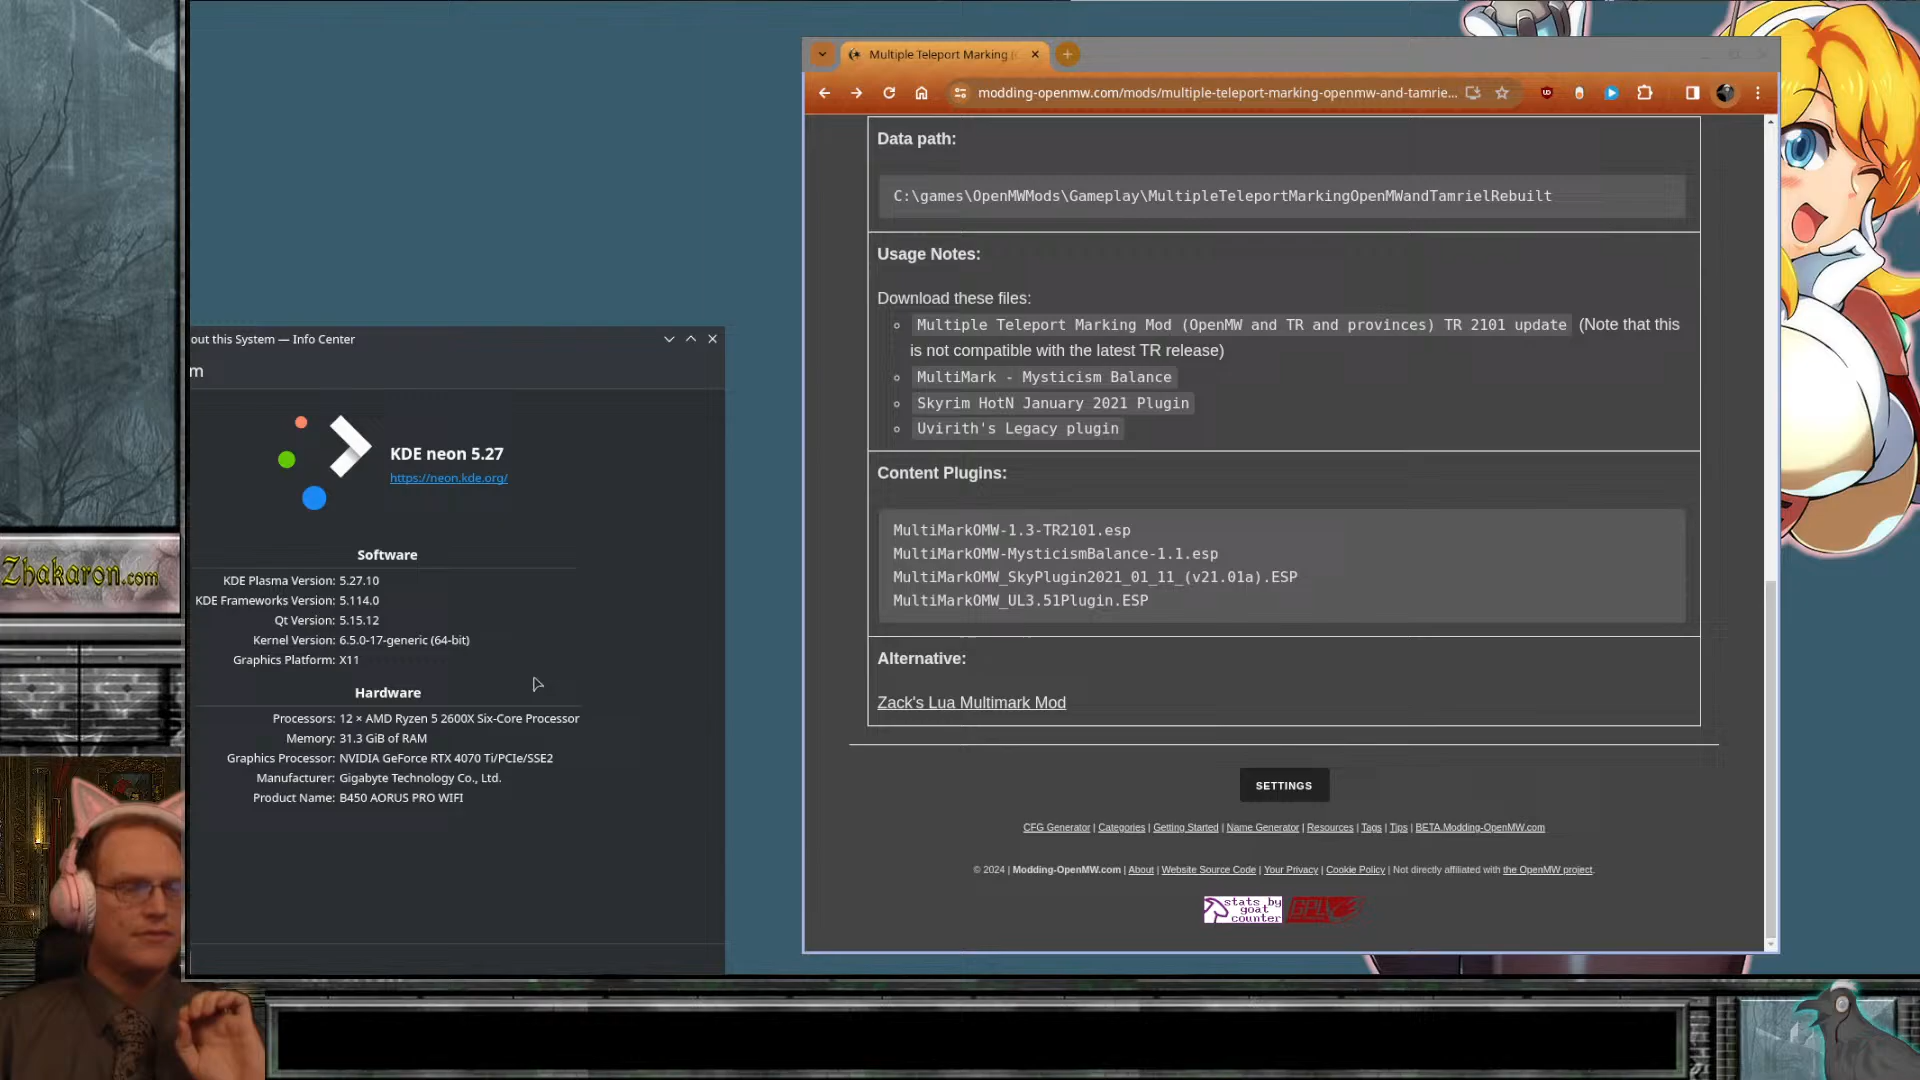 Multiple Teleport Marking (
modding-openmw.com/mods/multiple-teleport-marking-openmw-and-tamrie...
Data path:
C:\games\OpenMWMods\Gameplay\MultipleTeleportMarkingOpenMWandTamrielRebuilt
Usage Notes:
Download these files:
Multiple Teleport Marking Mod (OpenMW and TR and provinces) TR 2101 update (Note that this
is not compatible with the latest TR release)
MultiMark - Mysticism Balance
Skyrim HotN January 2021 Plugin
Uvirith's Legacy plugin
Content Plugins:
MultiMarkOMW-1.3-TR2101.esp
MultiMarkOMW-MysticismBalance-1.1.esp
MultiMarkOMW_SkyPlugin2021_01_11_(v21.01a).ESP
MultiMarkOMW_UL3.51Plugin.ESP
Alternative:
Zack's Lua Multimark Mod
SETTINGS
CFG Generator | Categories | Getting Started | Name Generator | Resources | Tags | Tips | BETA.Modding-OpenMW.com
© 2024 | Modding-OpenMW.com | About | Website Source Code | Your Privacy | Cookie Policy | Not directly affiliated with the OpenMW project.
stats by
goat
counter
GPLv3
out this System — Info Center
m
KDE neon 5.27
https://neon.kde.org/
Software
KDE Plasma Version: 5.27.10
KDE Frameworks Version: 5.114.0
Qt Version: 5.15.12
Kernel Version: 6.5.0-17-generic (64-bit)
Graphics Platform: X11
Hardware
Processors: 12 × AMD Ryzen 5 2600X Six-Core Processor
Memory: 31.3 GiB of RAM
Graphics Processor: NVIDIA GeForce RTX 4070 Ti/PCIe/SSE2
Manufacturer: Gigabyte Technology Co., Ltd.
Product Name: B450 AORUS PRO WIFI
Zhakaron.com